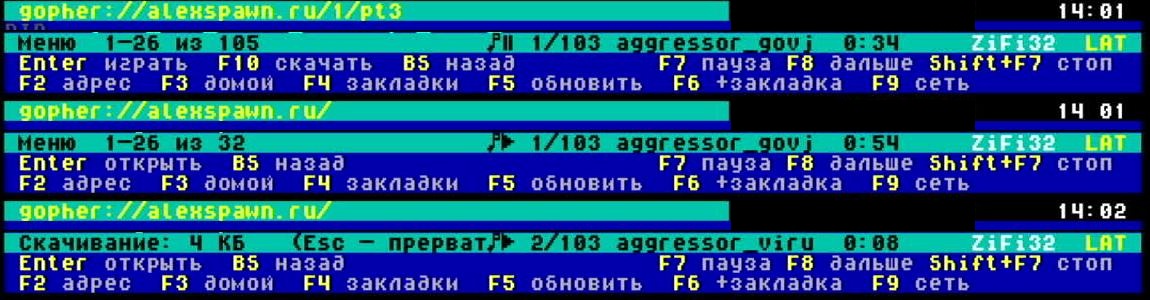 gopher://alexspawn.ru/1/pt3 14:01
Меню 1-26 из 105 1/103 aggressor_govj 0:34 ZiFi32 LAT
Enter играть F10 скачать BS назад F7 пауза F8 дальше Shift+F7 стоп
F2 адрес F3 домой F4 закладки F5 обновить F6 +закладка F9 сеть
gopher://alexspawn.ru/ 14 01
Меню 1-26 из 32 1/103 aggressor_govj 0:54 ZiFi32 LAT
Enter открыть BS назад F7 пауза F8 дальше Shift+F7 стоп
F2 адрес F3 домой F4 закладки F5 обновить F6 +закладка F9 сеть
gopher://alexspawn.ru/ 14:02
Скачивание: 4 КБ (Esc - прерват 2/103 aggressor_viru 0:08 ZiFi32 LAT
Enter открыть BS назад F7 пауза F8 дальше Shift+F7 стоп
F2 адрес F3 домой F4 закладки F5 обновить F6 +закладка F9 сеть